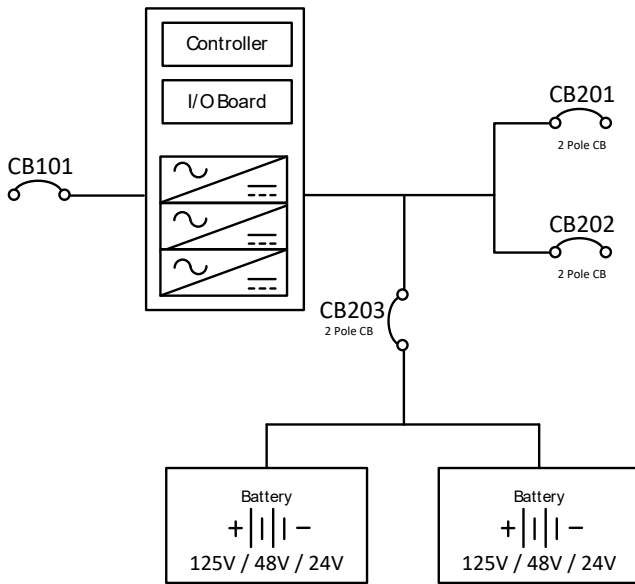 Controller
I/O Board
CB101
CB201
2 Pole CB
CB202
2 Pole CB
CB203
2 Pole CB
Battery
+ −
125V / 48V / 24V
Battery
+ −
125V / 48V / 24V